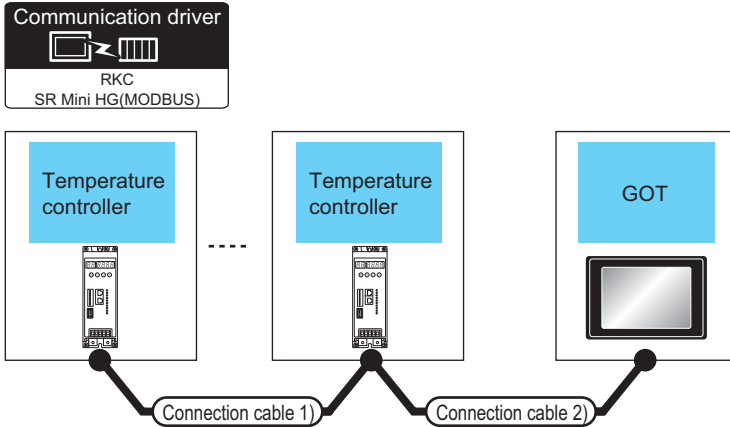 Communication driver
RKC
SR Mini HG(MODBUS)
Temperature
controller
Temperature
controller
GOT
Connection cable 1)
Connection cable 2)